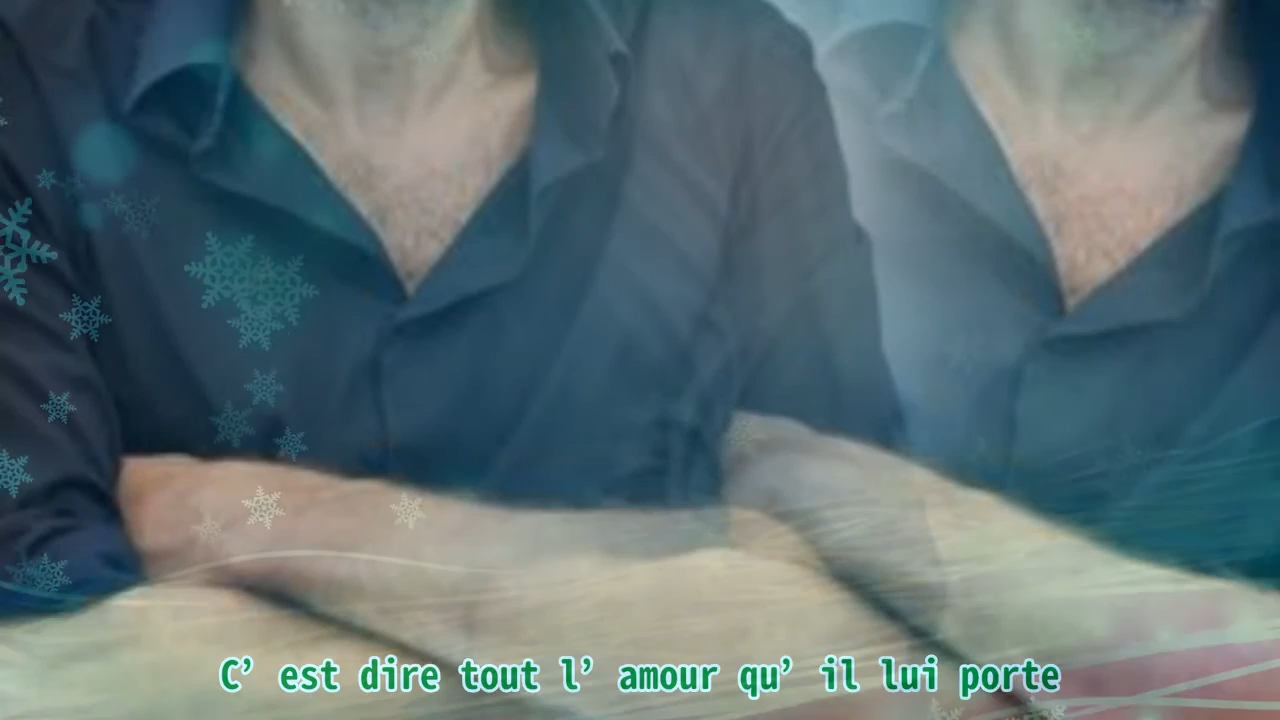 C’ est dire tout l’ amour qu’ il lui porte